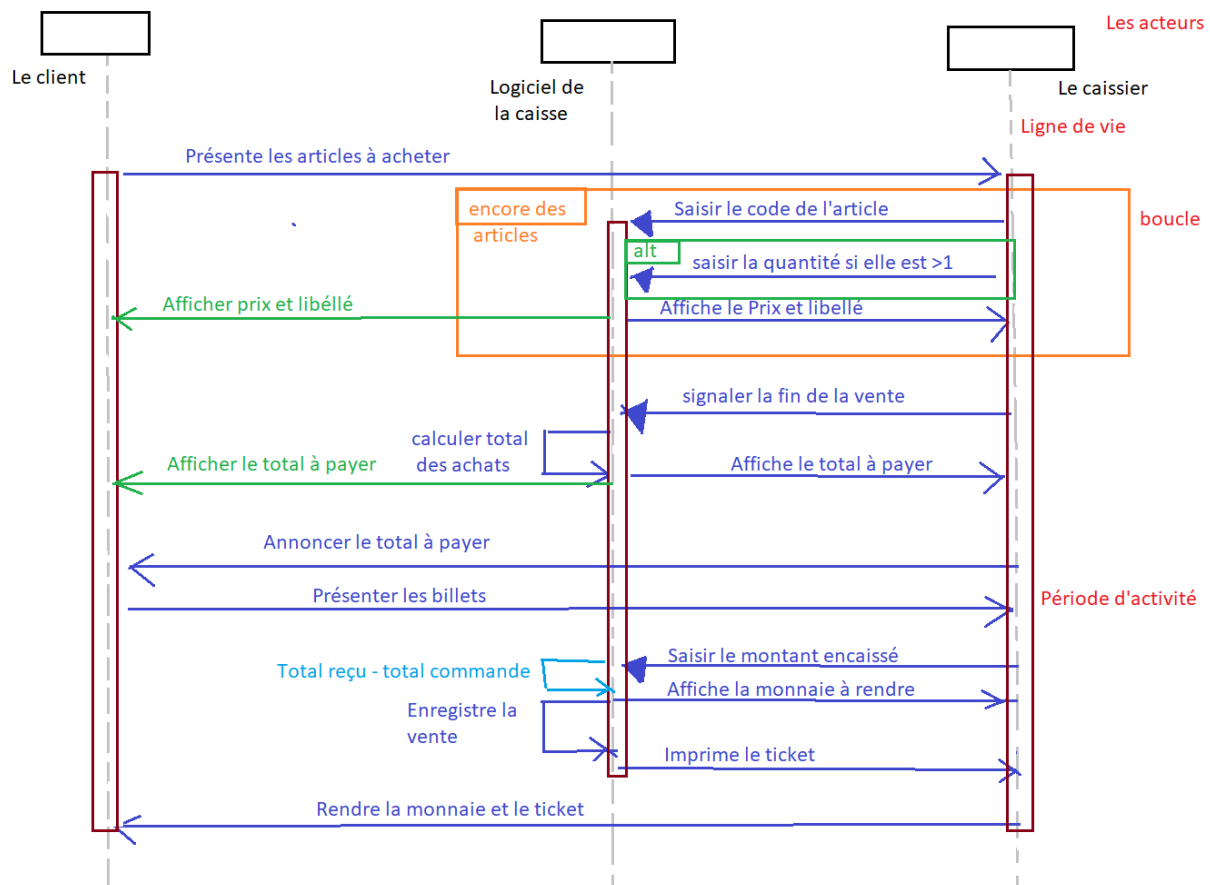 Les acteurs
Le client
Logiciel de
la caisse
Le caissier
Ligne de vie
Présente les articles à acheter
encore des
articles
Saisir le code de l'article
boucle
alt
saisir la quantité si elle est >1
Afficher prix et libéllé
Affiche le Prix et libellé
signaler la fin de la vente
calculer total
des achats
Afficher le total à payer
Affiche le total à payer
Annoncer le total à payer
Présenter les billets
Période d'activité
Saisir le montant encaissé
Total reçu - total commande
Affiche la monnaie à rendre
Enregistre la
vente
Imprime le ticket
Rendre la monnaie et le ticket